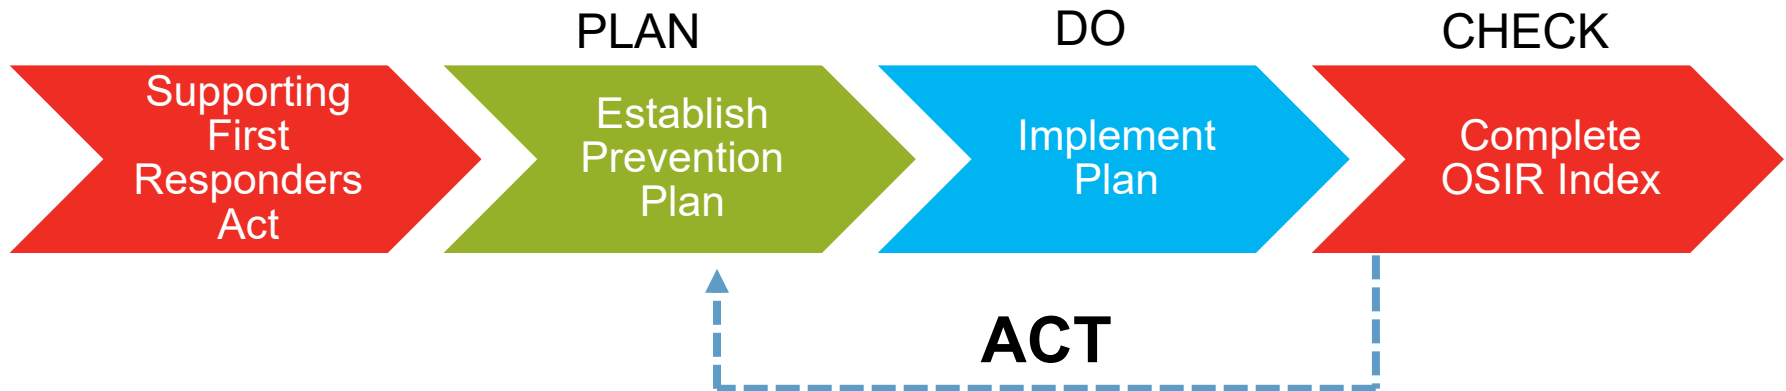 PLAN
DO
CHECK
Supporting
First
Responders
Act
Establish
Prevention
Plan
Implement
Plan
Complete
OSIR Index
ACT